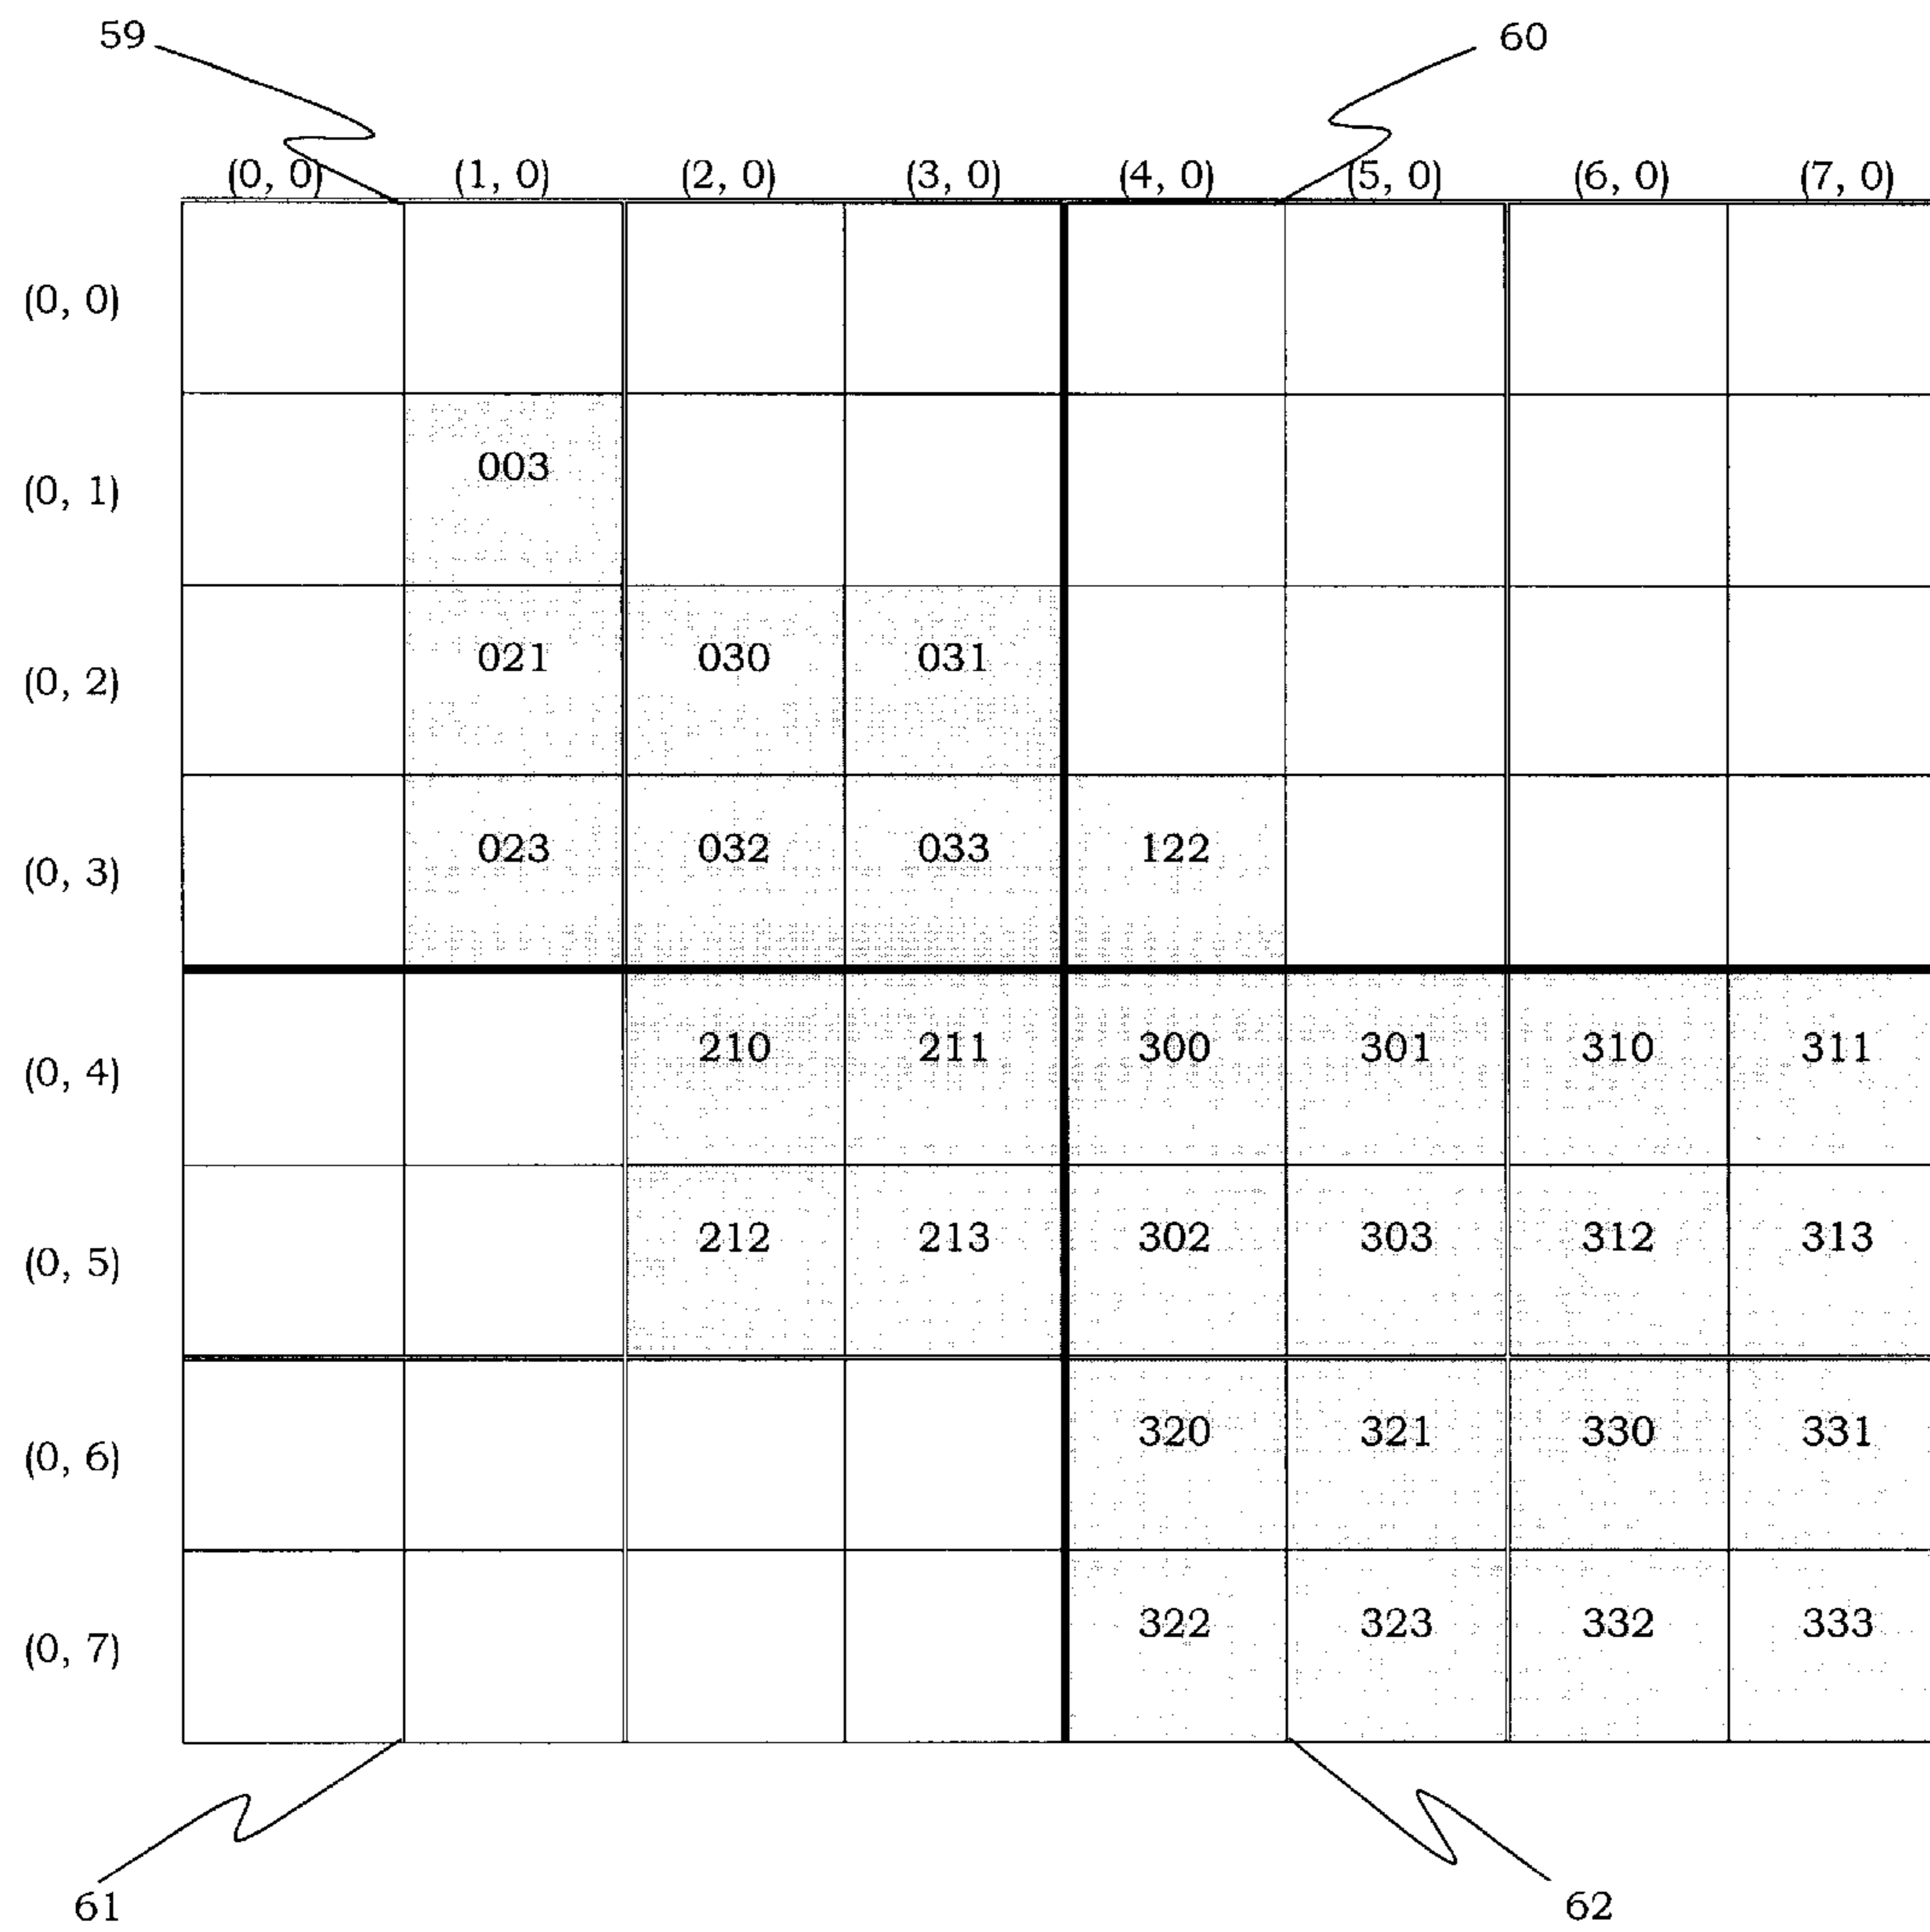 59 60
(0, 0) (1, 0) (2, 0) (3, 0) (4, 0) (5, 0) (6, 0) (7, 0)
(0, 0)
003
(0, 1)
021 030 031
(0, 2)
023 032 033 122
(0, 3)
210 211 300 301 310 311
(0, 4)
212 213 302 303 312 313
(0, 5)
320 321 330 331
(0, 6)
322 323 332 333
(0, 7)
61 62